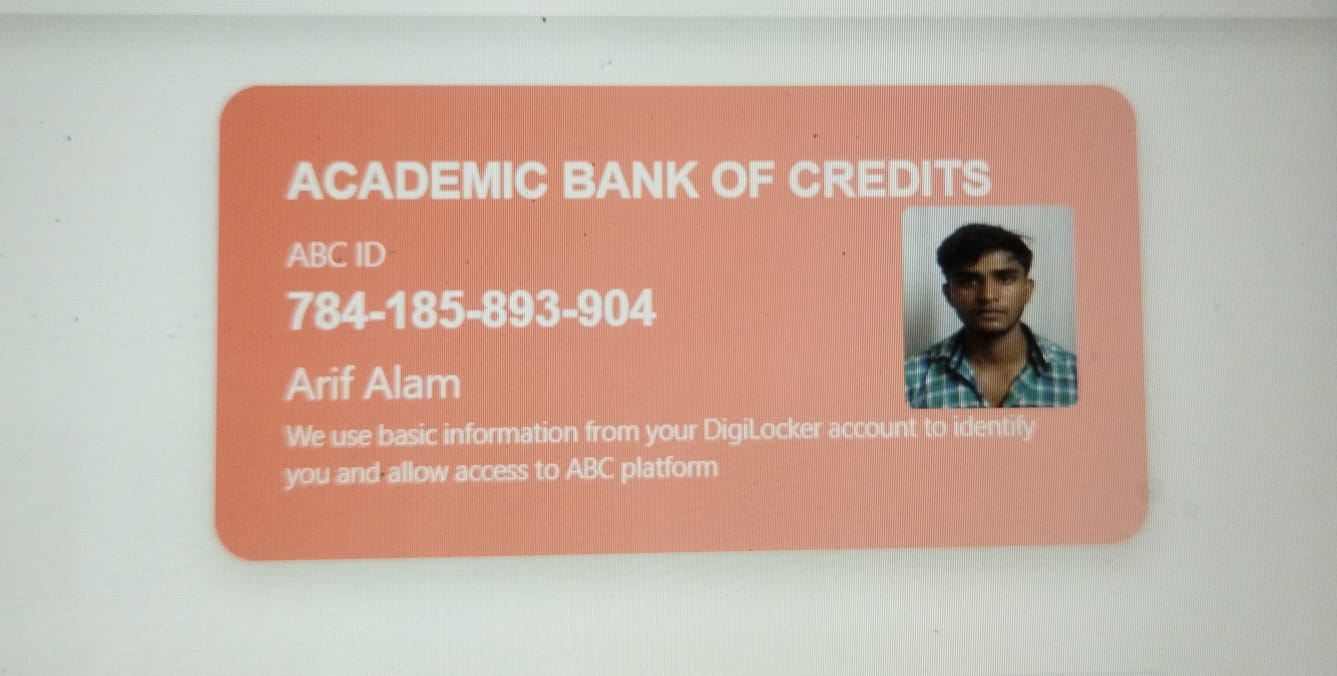 ACADEMIC BANK OF CREDITS
ABC ID
784-185-893-904
Arif Alam
We use basic information from your DigiLocker account to identify
you and allow access to ABC platform